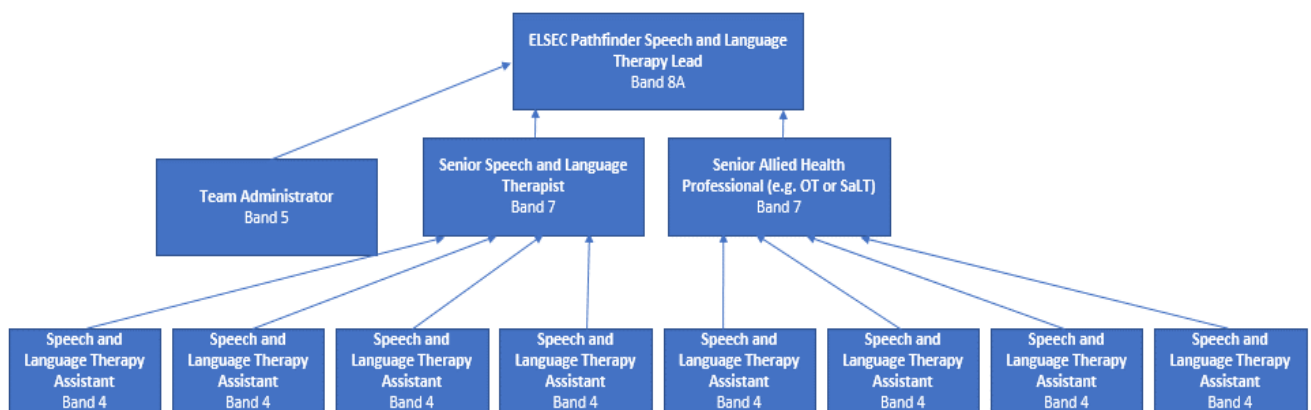 ELSEC Pathfinder Speech and Language
Therapy Lead
Band 8A
Team Administrator
Band 5
Senior Speech and Language
Therapist
Band 7
Senior Allied Health
Professional (e.g. OT or SaLT)
Band 7
Speech and
Language Therapy
Assistant
Band 4
Speech and
Language Therapy
Assistant
Band 4
Speech and
Language Therapy
Assistant
Band 4
Speech and
Language Therapy
Assistant
Band 4
Speech and
Language Therapy
Assistant
Band 4
Speech and
Language Therapy
Assistant
Band 4
Speech and
Language Therapy
Assistant
Band 4
Speech and
Language Therapy
Assistant
Band 4